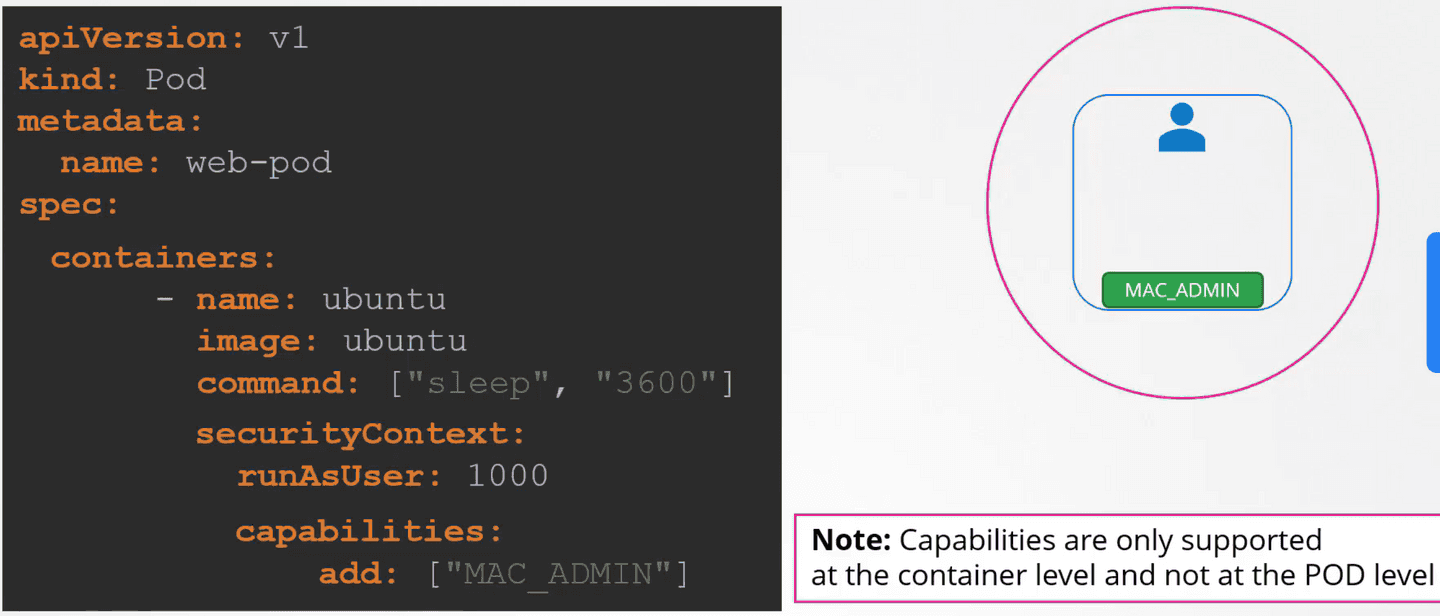 apiVersion: v1
kind: Pod
metadata:
  name: web-pod
spec:
  containers:
      - name: ubuntu
        image: ubuntu
        command: ["sleep", "3600"]
        securityContext:
          runAsUser: 1000
          capabilities:
              add: ["MAC_ADMIN"]
MAC_ADMIN
Note: Capabilities are only supported
at the container level and not at the POD level